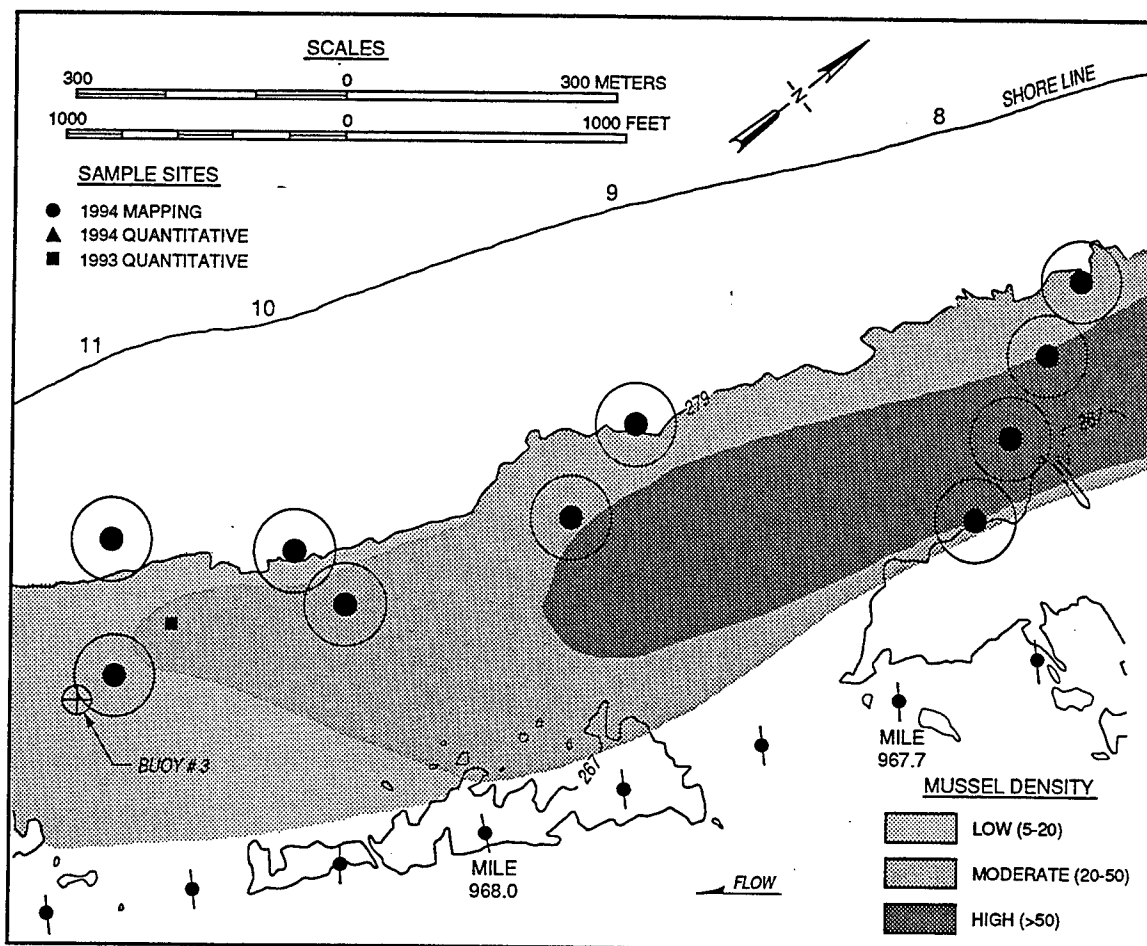 SCALES
300 0 300 METERS
1000 0 1000 FEET
N
SHORE LINE
SAMPLE SITES
1994 MAPPING
1994 QUANTITATIVE
1993 QUANTITATIVE
8
9
10
11
279
267
267
BUOY # 3
MILE
967.7
MILE
968.0
FLOW
MUSSEL DENSITY
LOW (5-20)
MODERATE (20-50)
HIGH (>50)